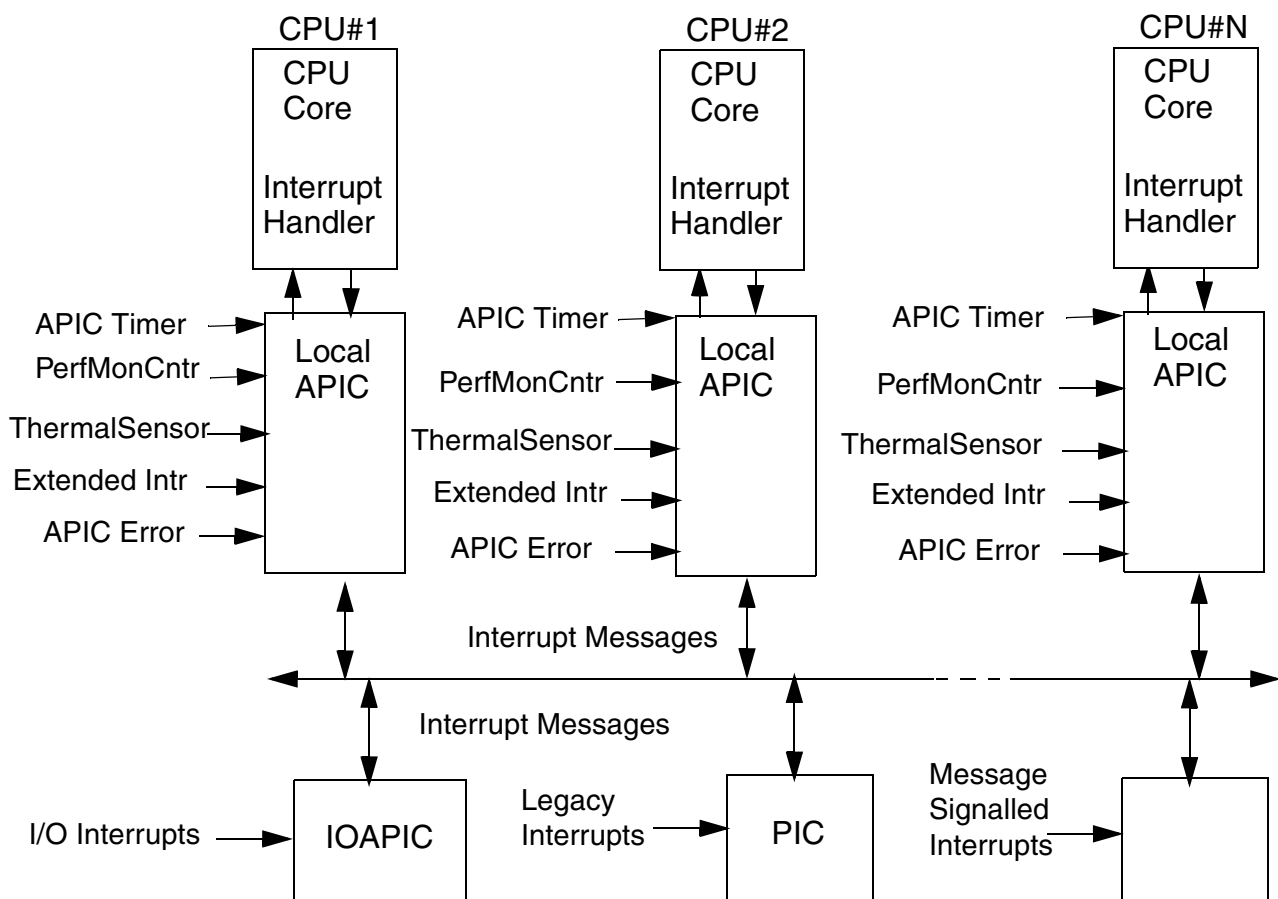 CPU#1
CPU
Core
Interrupt
Handler
APIC Timer
PerfMonCntr
ThermalSensor
Extended Intr
APIC Error
Local
APIC
CPU#2
CPU
Core
Interrupt
Handler
APIC Timer
PerfMonCntr
ThermalSensor
Extended Intr
APIC Error
Local
APIC
CPU#N
CPU
Core
Interrupt
Handler
APIC Timer
PerfMonCntr
ThermalSensor
Extended Intr
APIC Error
Local
APIC
Interrupt Messages
Interrupt Messages
I/O Interrupts
IOAPIC
Legacy
Interrupts
PIC
Message
Signalled
Interrupts